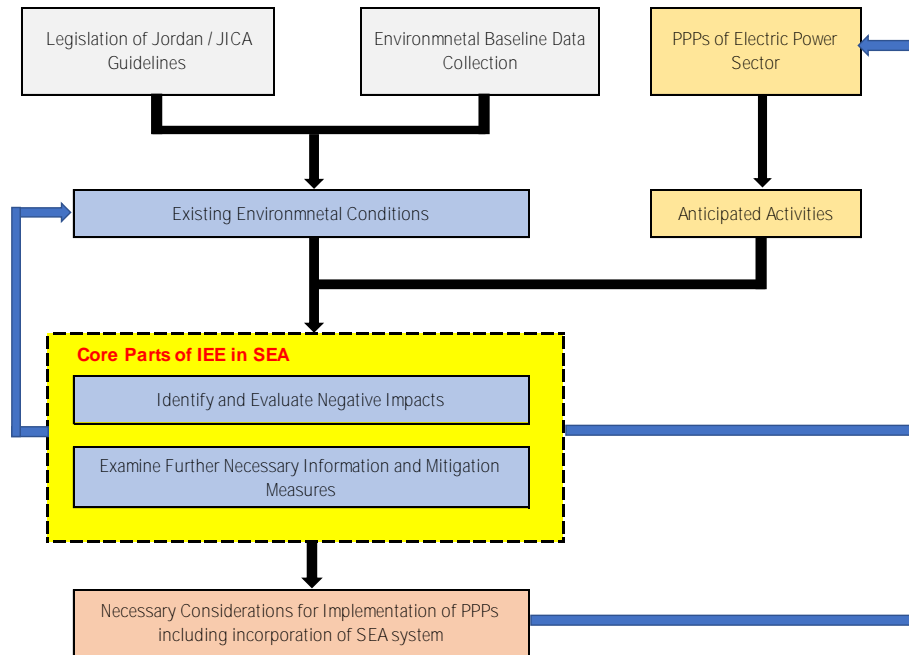 Legislation of Jordan / JICA
Guidelines
Environmnetal Baseline Data
Collection
PPPs of Electric Power
Sector
Existing Environmnetal Conditions
Anticipated Activities
Core Parts of IEE in SEA
Identify and Evaluate Negative Impacts
Examine Further Necessary Information and Mitigation
Measures
Necessary Considerations for Implementation of PPPs
including incorporation of SEA system